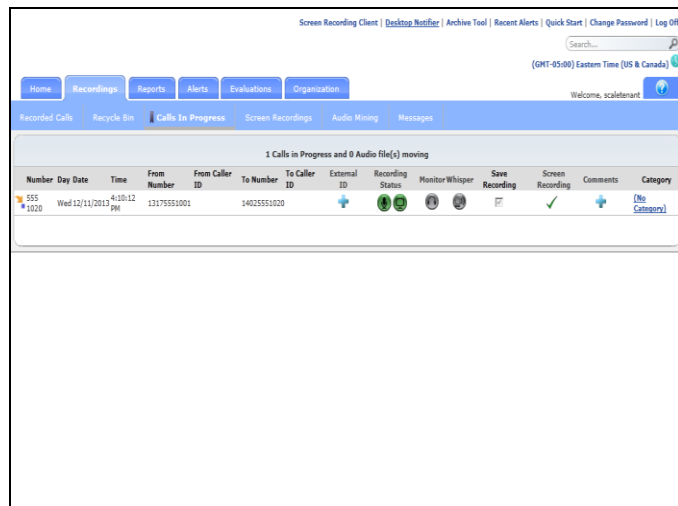 Screen Recording Client | Desktop Notifier | Archive Tool | Recent Alerts | Quick Start | Change Password | Log Off
Search...
(GMT-05:00) Eastern Time (US & Canada)
Home Recordings Reports Alerts Evaluations Organization
Welcome, scaletenant
Recorded Calls Recycle Bin Calls In Progress Screen Recordings Audio Mining Messages
1 Calls in Progress and 0 Audio file(s) moving
Number Day Date Time From Number From Caller ID To Number To Caller ID External ID Recording Status Monitor Whisper Save Recording Screen Recording Comments Category
555 1020 Wed 12/11/2013 4:10:12 PM 13175551001 14025551020 (No Category)